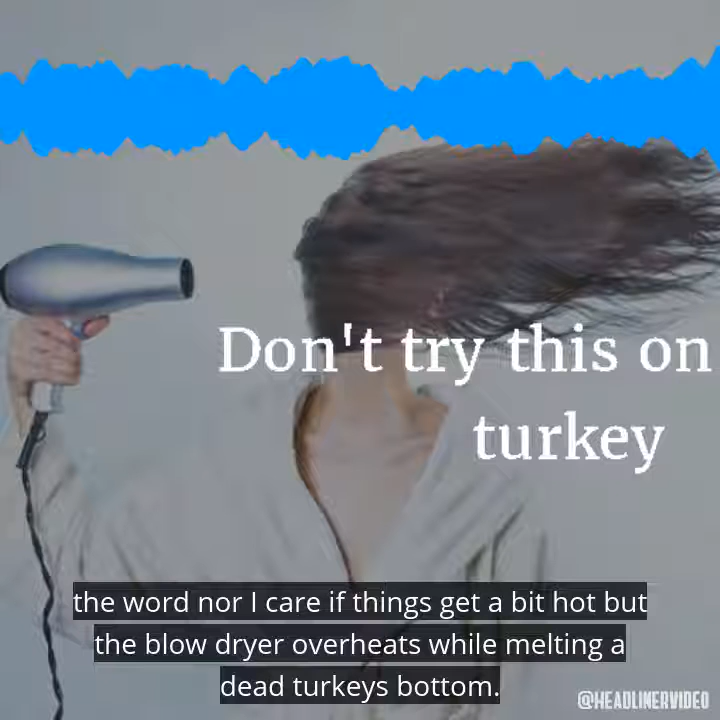 Don't try this on
turkey
the word nor I care if things get a bit hot but
the blow dryer overheats while melting a
dead turkeys bottom.
@HEADLINERVIDEO